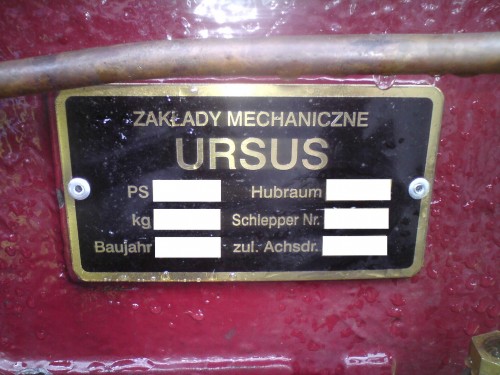 ZAKŁADY MECHANICZNE
URSUS
PS Hubraum
kg Schlepper Nr.
Baujahr zul. Achsdr.